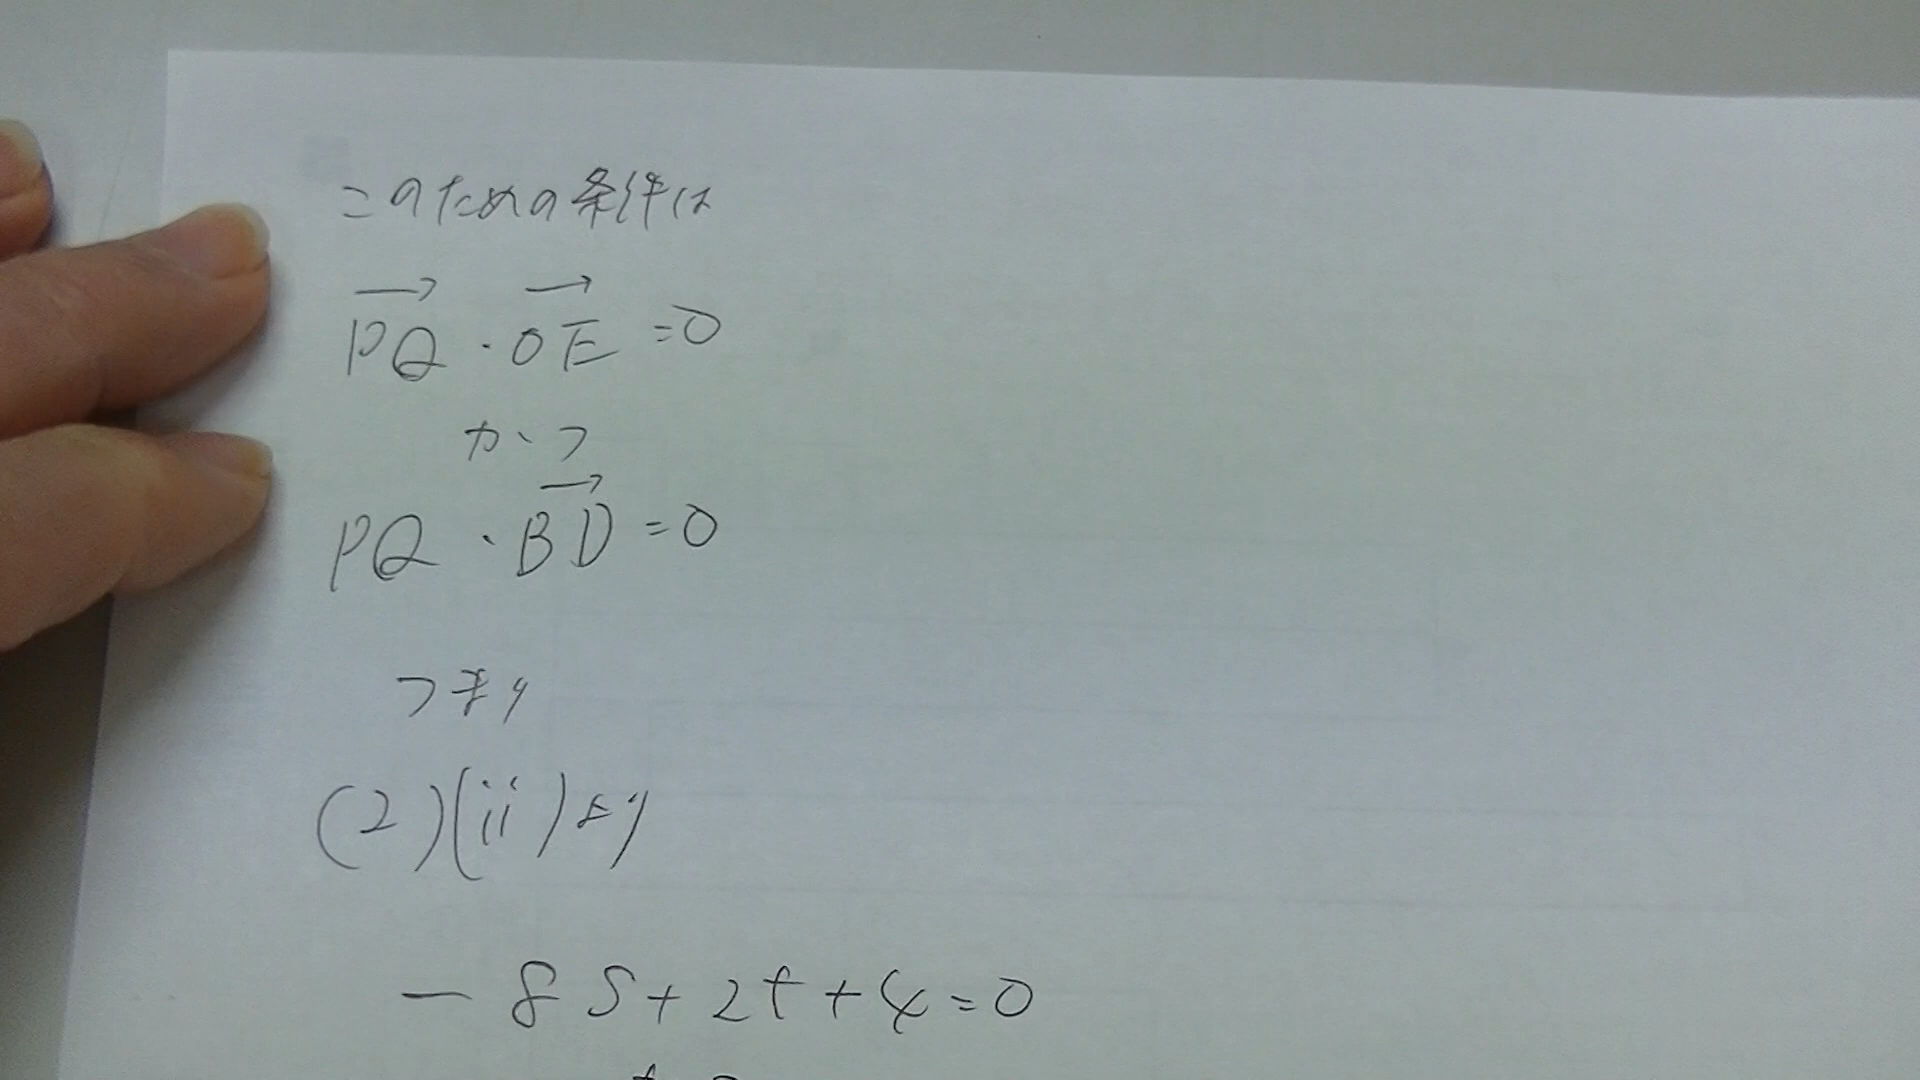 このための条件は
→ →
PQ・OE=0
かつ
→
PQ・BD=0
つまり
(2)(ii)より
-8s+2t+4=0